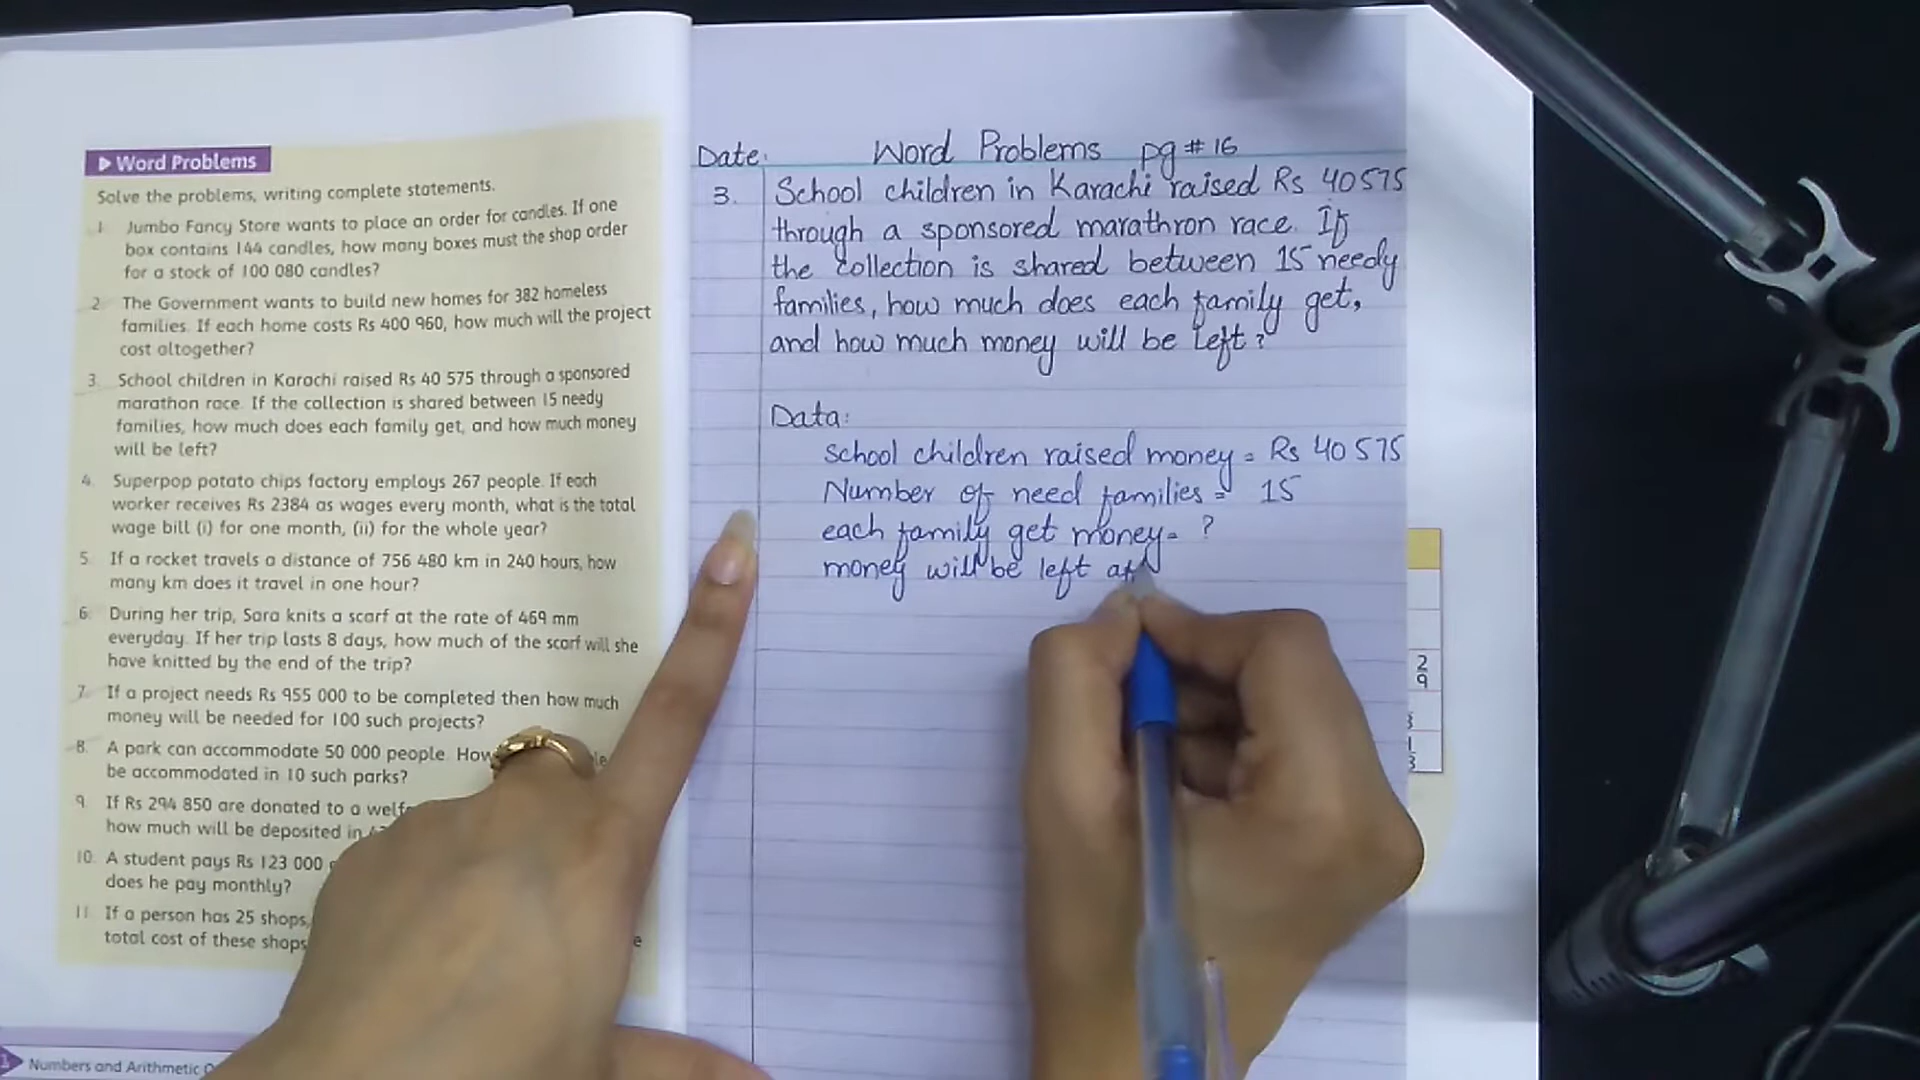 Word Problems
Solve the problems, writing complete statements.
1. Jumbo Fancy Store wants to place an order for candles. If one
box contains 144 candles, how many boxes must the shop order
for a stock of 100 080 candles?
2. The Government wants to build new homes for 382 homeless
families. If each home costs Rs 400 960, how much will the project
cost altogether?
3. School children in Karachi raised Rs 40 575 through a sponsored
marathon race. If the collection is shared between 15 needy
families, how much does each family get, and how much money
will be left?
4. Superpop potato chips factory employs 267 people. If each
worker receives Rs 2384 as wages every month, what is the total
wage bill (i) for one month, (ii) for the whole year?
5. If a rocket travels a distance of 756 480 km in 240 hours, how
many km does it travel in one hour?
6. During her trip, Sara knits a scarf at the rate of 469 mm
everyday. If her trip lasts 8 days, how much of the scarf will she
have knitted by the end of the trip?
7. If a project needs Rs 955 000 to be completed then how much
money will be needed for 100 such projects?
8. A park can accommodate 50 000 people. How
be accommodated in 10 such parks?
9. If Rs 294 850 are donated to a
how much will be deposited in
10. A student pays Rs 123 000
does he pay monthly?
11. If a person has 25 shops,
total cost of these shops
Numbers and Arithmetic
Date: Word Problems pg # 16
3. School children in Karachi raised Rs 40575
through a sponsored marathron race. If
the collection is shared between 15 needy
families, how much does each family get,
and how much money will be left?
Data:
School children raised money = Rs 40 575
Number of need families = 15
each family get money = ?
money will be left
2
9
1
3